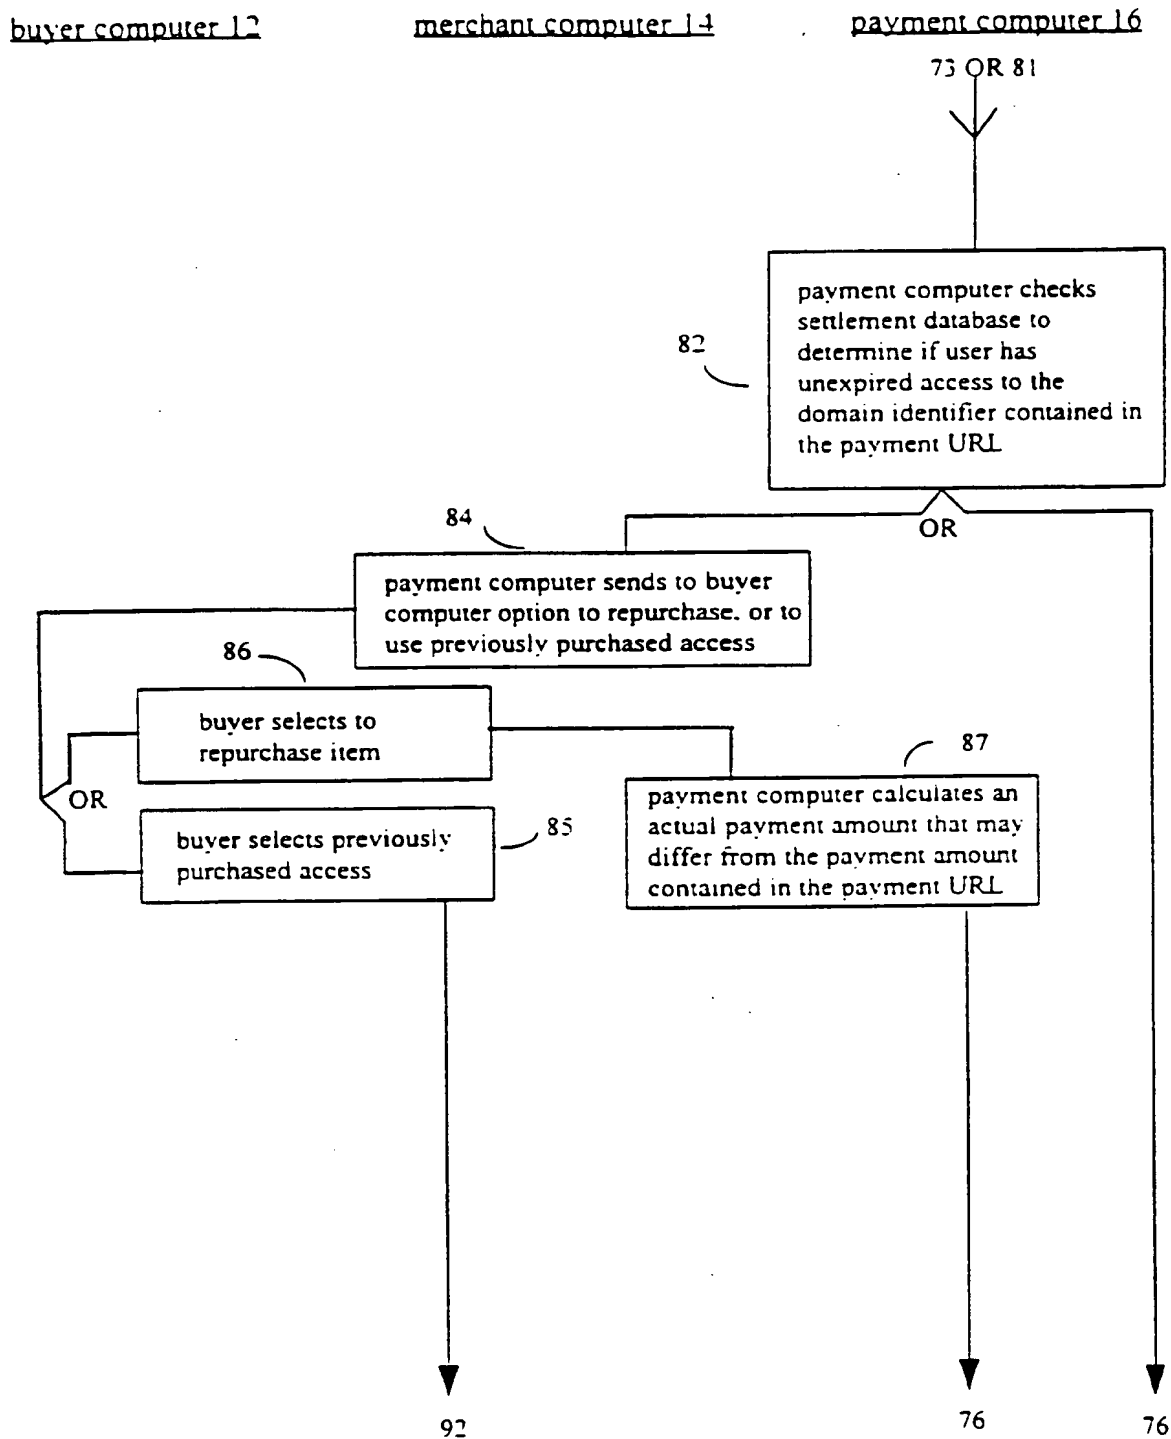 buyer computer 12
merchant computer 14
payment computer 16
73 OR 81
82
payment computer checks
settlement database to
determine if user has
unexpired access to the
domain identifier contained in
the payment URL
OR
84
payment computer sends to buyer
computer option to repurchase. or to
use previously purchased access
86
buyer selects to
repurchase item
OR
87
payment computer calculates an
actual payment amount that may
differ from the payment amount
contained in the payment URL
buyer selects previously
purchased access
85
92
76
76